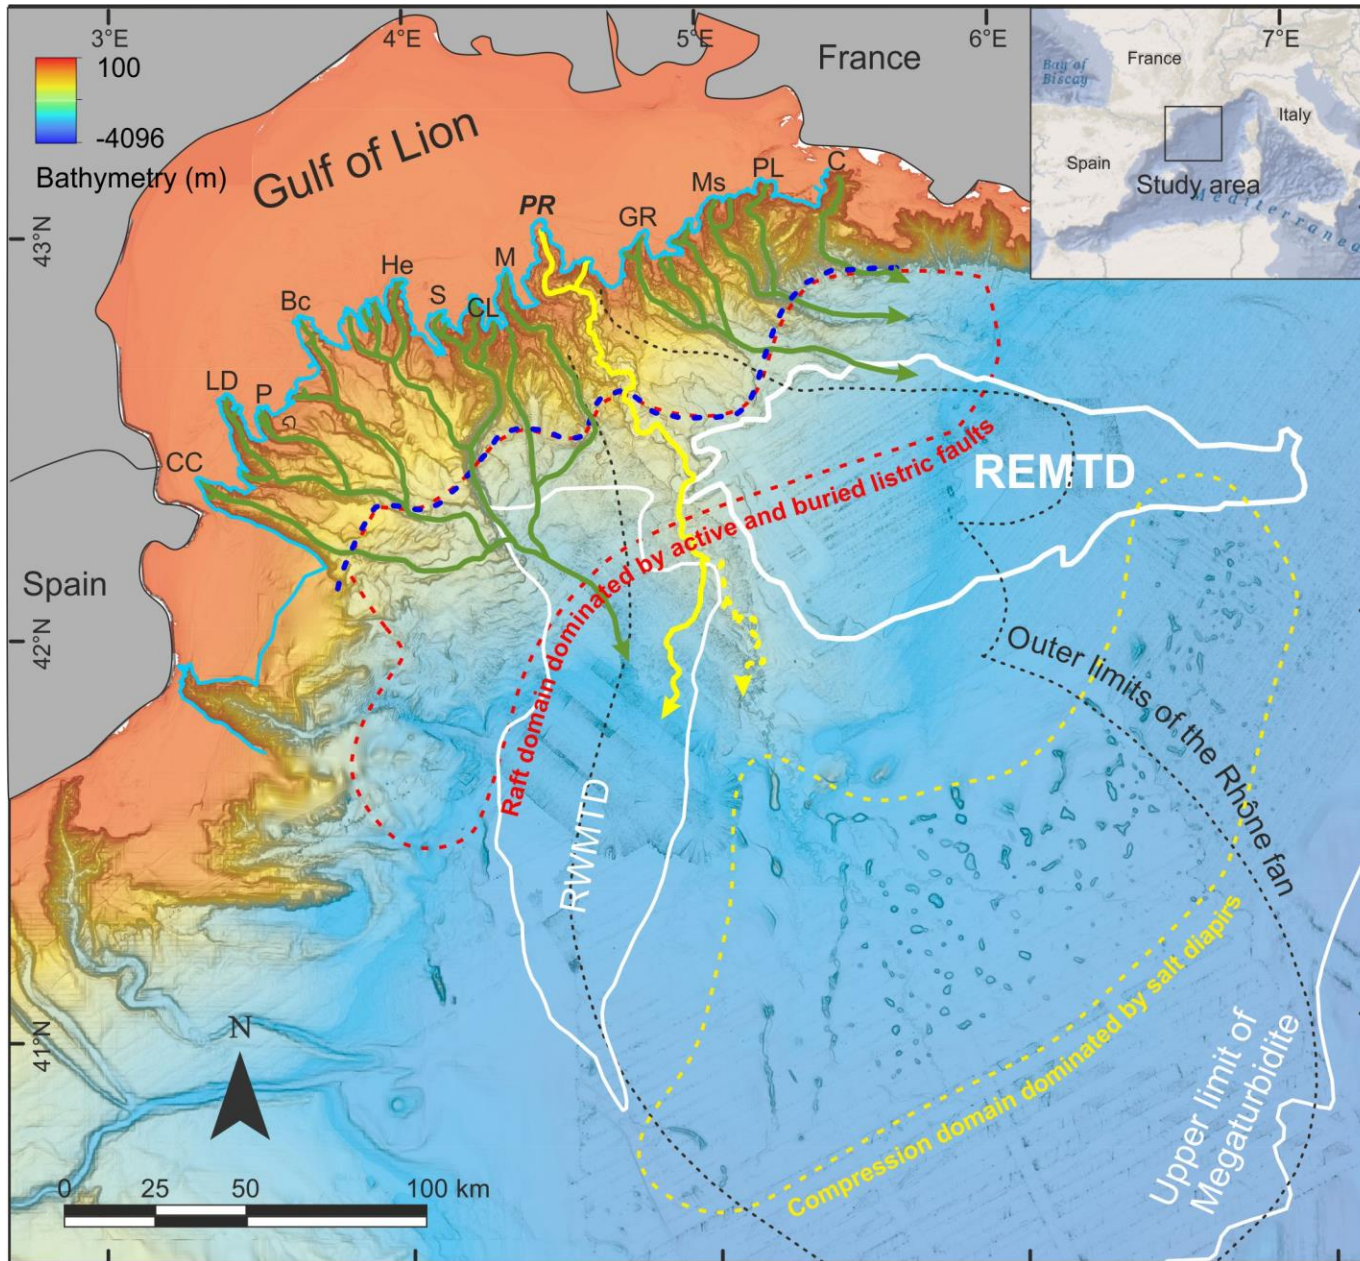 3°E
4°E
5°E
6°E
7°E
100
-4096
Bathymetry (m)
France
Gulf of Lion
Bay of
Biscay
France
Italy
Spain
Study area
Mediterranea
43°N
42°N
41°N
C
PL
Ms
GR
PR
M
He
S
CL
Bc
LD
P
CC
Spain
REMTD
RWMTD
Raft domain dominated by active and buried listric faults
Outer limits of the Rhône fan
Compression domain dominated by salt diapirs
Upper limit of
Megaturbidite
N
0 25 50 100 km